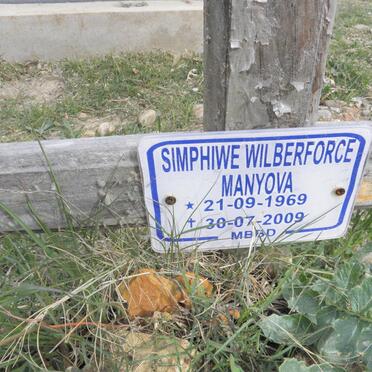 SIMPHIWE WILBERFORCE
MANYOVA
* 21-09-1969
† 30-07-2009
MBBD